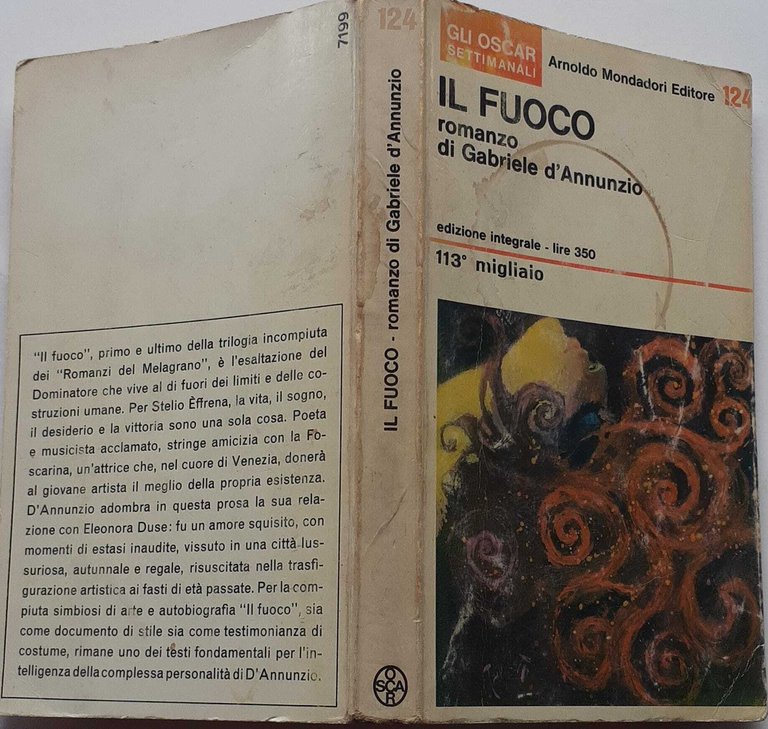 7199
"Il fuoco", primo e ultimo della trilogia incompiuta
dei "Romanzi del Melagrano", è l'esaltazione del
Dominatore che vive al di fuori dei limiti e delle co-
struzioni umane. Per Stelio Èffrena, la vita, il sogno,
il desiderio e la vittoria sono una sola cosa. Poeta
e musicista acclamato, stringe amicizia con la Fo-
scarina, un'attrice che, nel cuore di Venezia, donerà
al giovane artista il meglio della propria esistenza.
D'Annunzio adombra in questa prosa la sua rela-
zione con Eleonora Duse: fu un amore squisito, con
momenti di estasi inaudite, vissuto in una città lus-
suriosa, autunnale e regale, risuscitata nella trasfi-
gurazione artistica ai fasti di età passate. Per la com-
piuta simbiosi di arte e autobiografia "Il fuoco", sia
come documento di stile sia come testimonianza di
costume, rimane uno dei testi fondamentali per l'in-
telligenza della complessa personalità di D'Annunzio.
124
IL FUOCO - romanzo di Gabriele d'Annunzio
OSCAR
GLI OSCAR
SETTIMANALI
Arnoldo Mondadori Editore
124
IL FUOCO
romanzo
di Gabriele d'Annunzio
edizione integrale - lire 350
113° migliaio